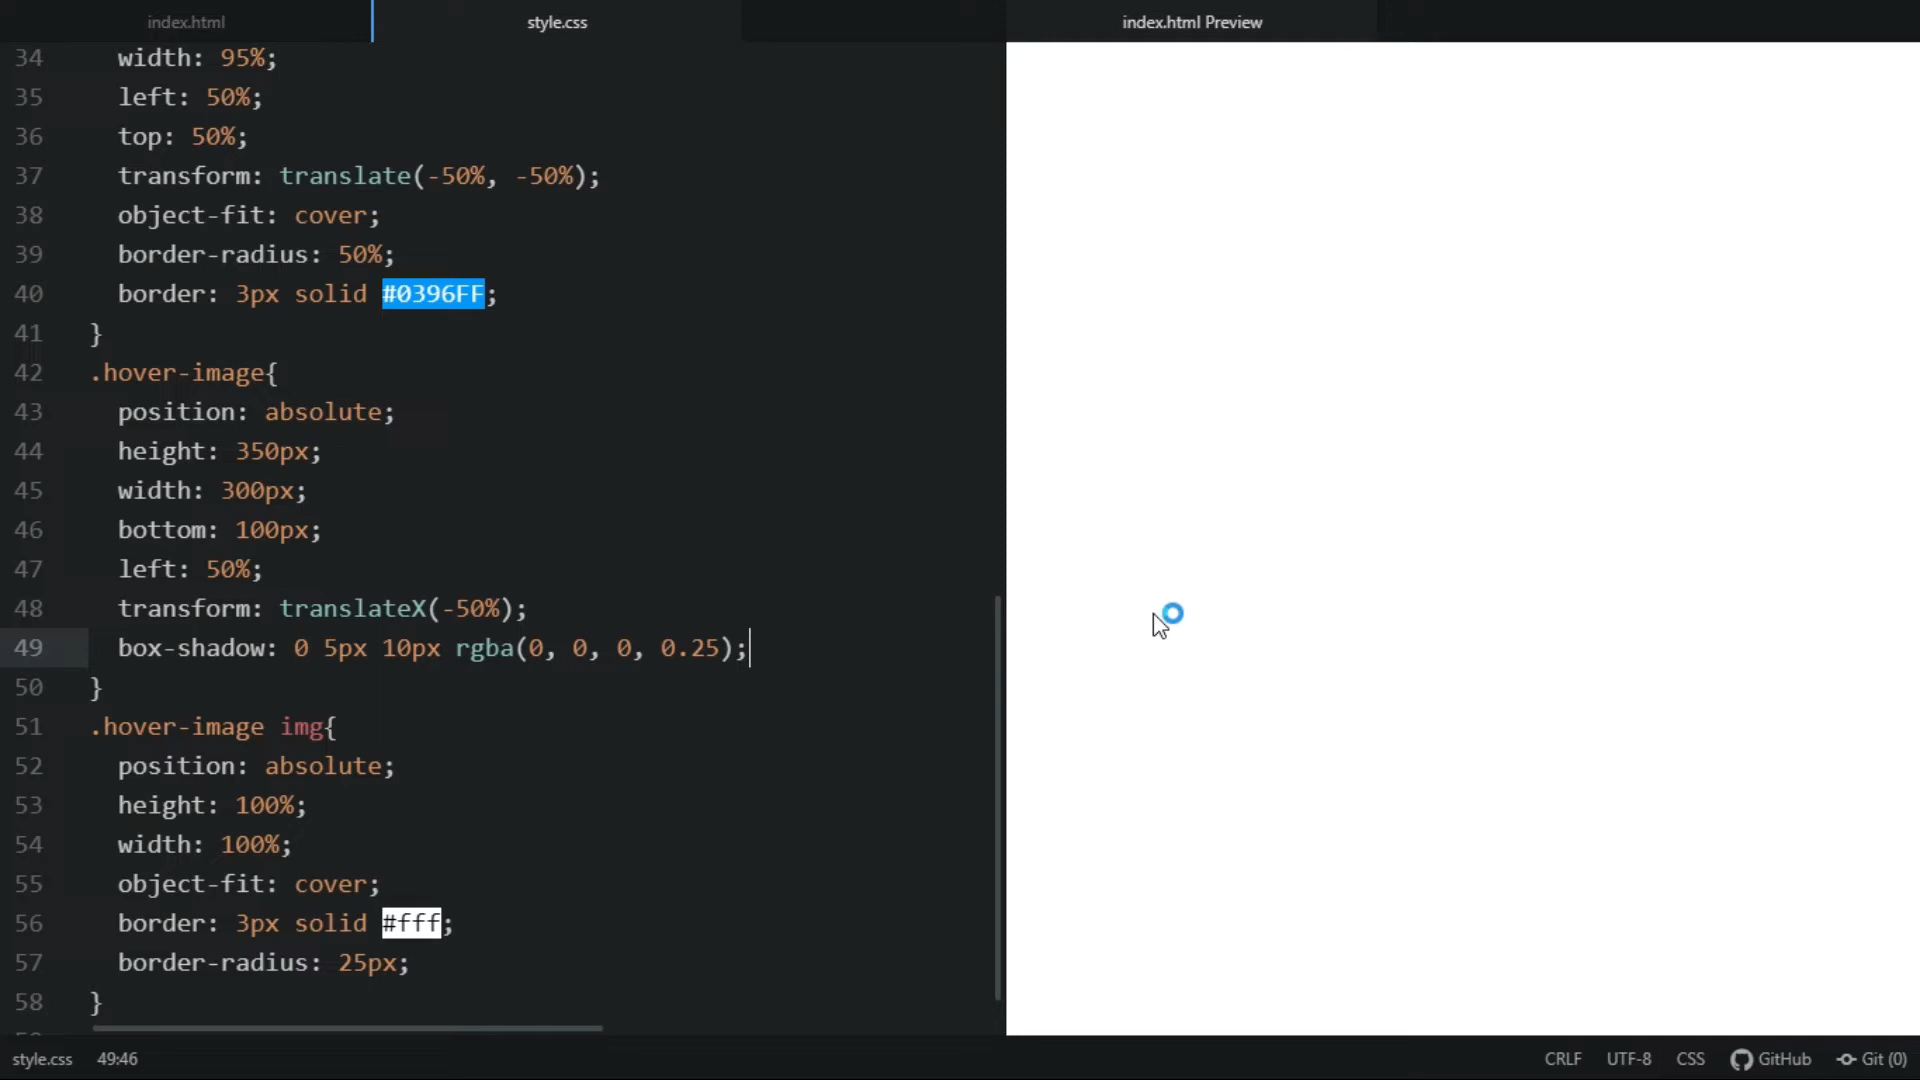 index.html
style.css
index.html Preview
34 width: 95%;
35 left: 50%;
36 top: 50%;
37 transform: translate(-50%, -50%);
38 object-fit: cover;
39 border-radius: 50%;
40 border: 3px solid #0396FF;
41 }
42 .hover-image{
43 position: absolute;
44 height: 350px;
45 width: 300px;
46 bottom: 100px;
47 left: 50%;
48 transform: translateX(-50%);
49 box-shadow: 0 5px 10px rgba(0, 0, 0, 0.25);
50 }
51 .hover-image img{
52 position: absolute;
53 height: 100%;
54 width: 100%;
55 object-fit: cover;
56 border: 3px solid #fff;
57 border-radius: 25px;
58 }
style.css 49:46 CRLF UTF-8 CSS GitHub Git (0)